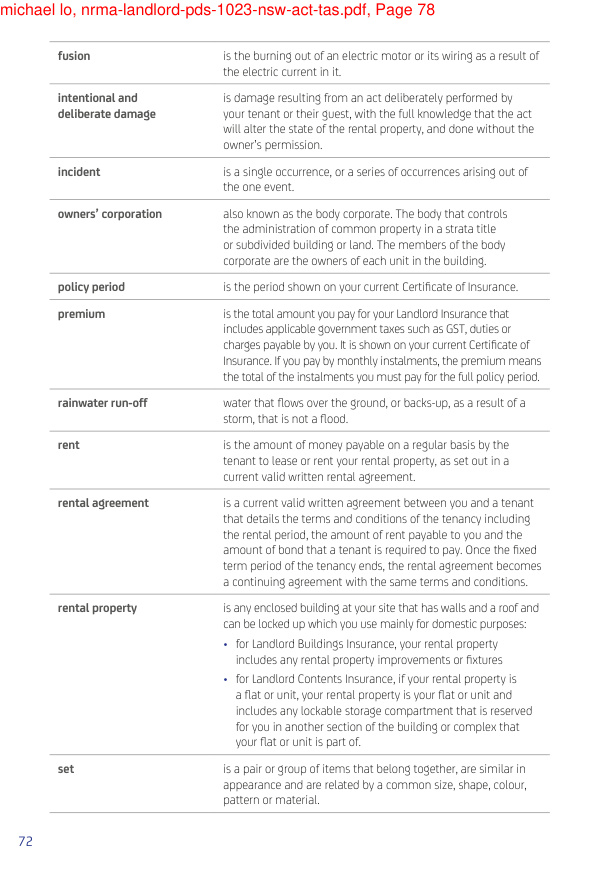 michael lo, nrma-landlord-pds-1023-nsw-act-tas.pdf, Page 78
fusion
is the burning out of an electric motor or its wiring as a result of
the electric current in it.
intentional and
deliberate damage
is damage resulting from an act deliberately performed by
your tenant or their guest, with the full knowledge that the act
will alter the state of the rental property, and done without the
owner’s permission.
incident
is a single occurrence, or a series of occurrences arising out of
the one event.
owners’ corporation
also known as the body corporate. The body that controls
the administration of common property in a strata title
or subdivided building or land. The members of the body
corporate are the owners of each unit in the building.
policy period
is the period shown on your current Certificate of Insurance.
premium
is the total amount you pay for your Landlord Insurance that
includes applicable government taxes such as GST, duties or
charges payable by you. It is shown on your current Certificate of
Insurance. If you pay by monthly instalments, the premium means
the total of the instalments you must pay for the full policy period.
rainwater run-off
water that flows over the ground, or backs-up, as a result of a
storm, that is not a flood.
rent
is the amount of money payable on a regular basis by the
tenant to lease or rent your rental property, as set out in a
current valid written rental agreement.
rental agreement
is a current valid written agreement between you and a tenant
that details the terms and conditions of the tenancy including
the rental period, the amount of rent payable to you and the
amount of bond that a tenant is required to pay. Once the fixed
term period of the tenancy ends, the rental agreement becomes
a continuing agreement with the same terms and conditions.
rental property
is any enclosed building at your site that has walls and a roof and
can be locked up which you use mainly for domestic purposes:
• for Landlord Buildings Insurance, your rental property
includes any rental property improvements or fixtures
• for Landlord Contents Insurance, if your rental property is
a flat or unit, your rental property is your flat or unit and
includes any lockable storage compartment that is reserved
for you in another section of the building or complex that
your flat or unit is part of.
set
is a pair or group of items that belong together, are similar in
appearance and are related by a common size, shape, colour,
pattern or material.
72